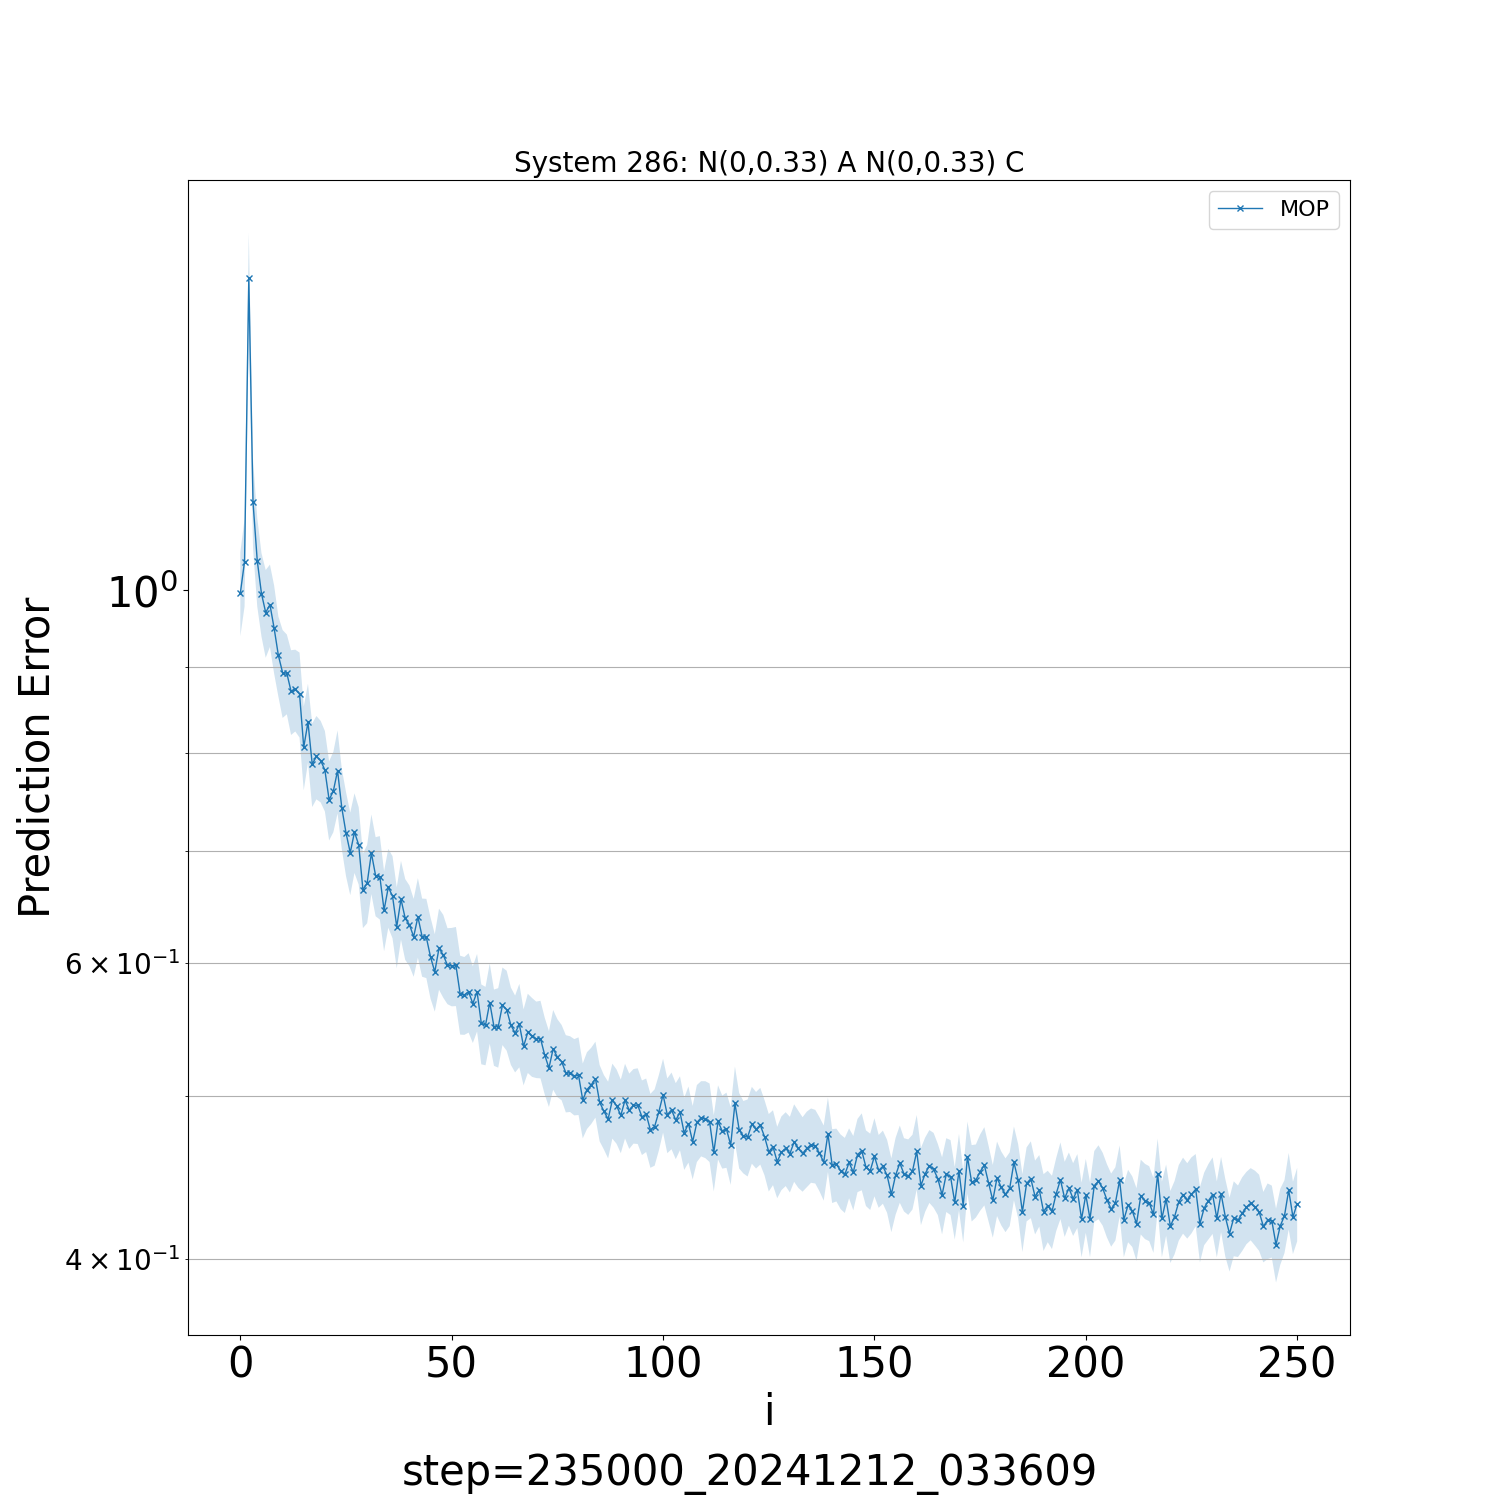 System 286: N(0,0.33) A N(0,0.33) C
MOP
Prediction Error
10⁰
6 × 10⁻¹
4 × 10⁻¹
0 50 100 150 200 250
i
step=235000_20241212_033609